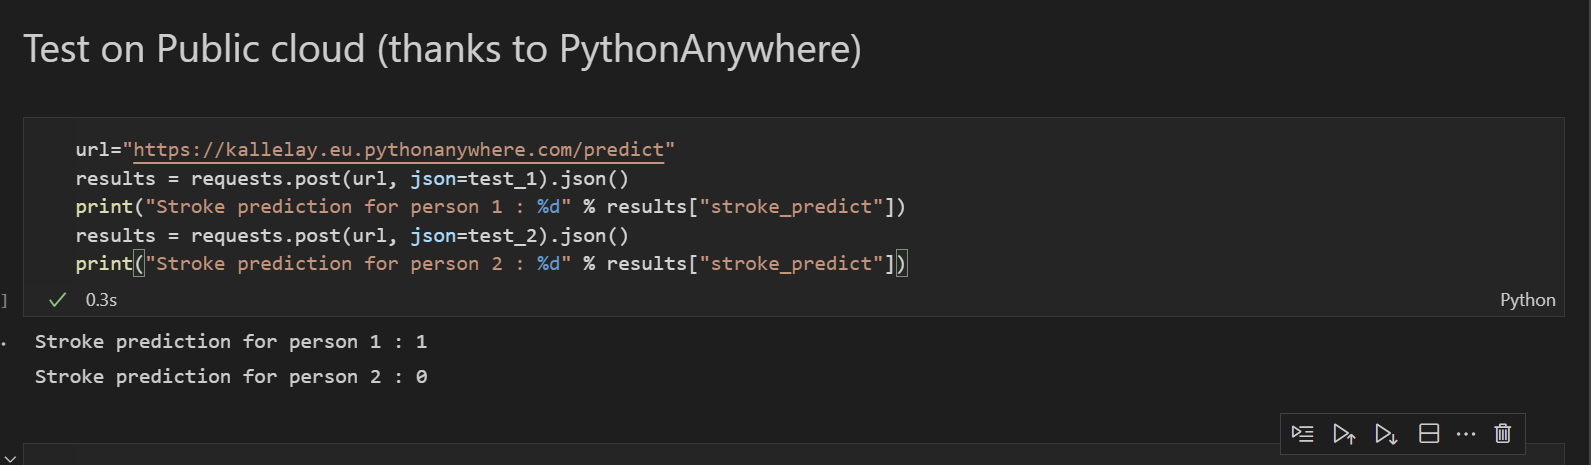 Test on Public cloud (thanks to PythonAnywhere)
url="https://kallelay.eu.pythonanywhere.com/predict"
results = requests.post(url, json=test_1).json()
print("Stroke prediction for person 1 : %d" % results["stroke_predict"])
results = requests.post(url, json=test_2).json()
print("Stroke prediction for person 2 : %d" % results["stroke_predict"])
] 0.3s Python
Stroke prediction for person 1 : 1
Stroke prediction for person 2 : 0